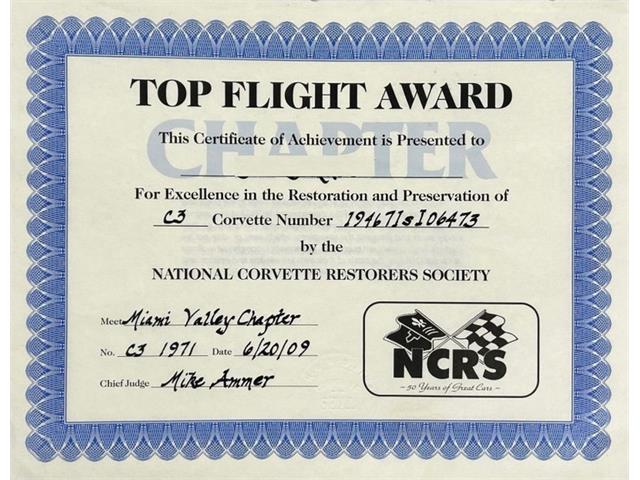 TOP FLIGHT AWARD
CHAPTER
This Certificate of Achievement is Presented to
For Excellence in the Restoration and Preservation of
C3 Corvette Number 194671S106473
by the
NATIONAL CORVETTE RESTORERS SOCIETY
Meet Miami Valley Chapter
No. C3 1971 Date 6/20/09
Chief Judge Mike Ammer
NCRS
~ 50 Years of Great Cars ~